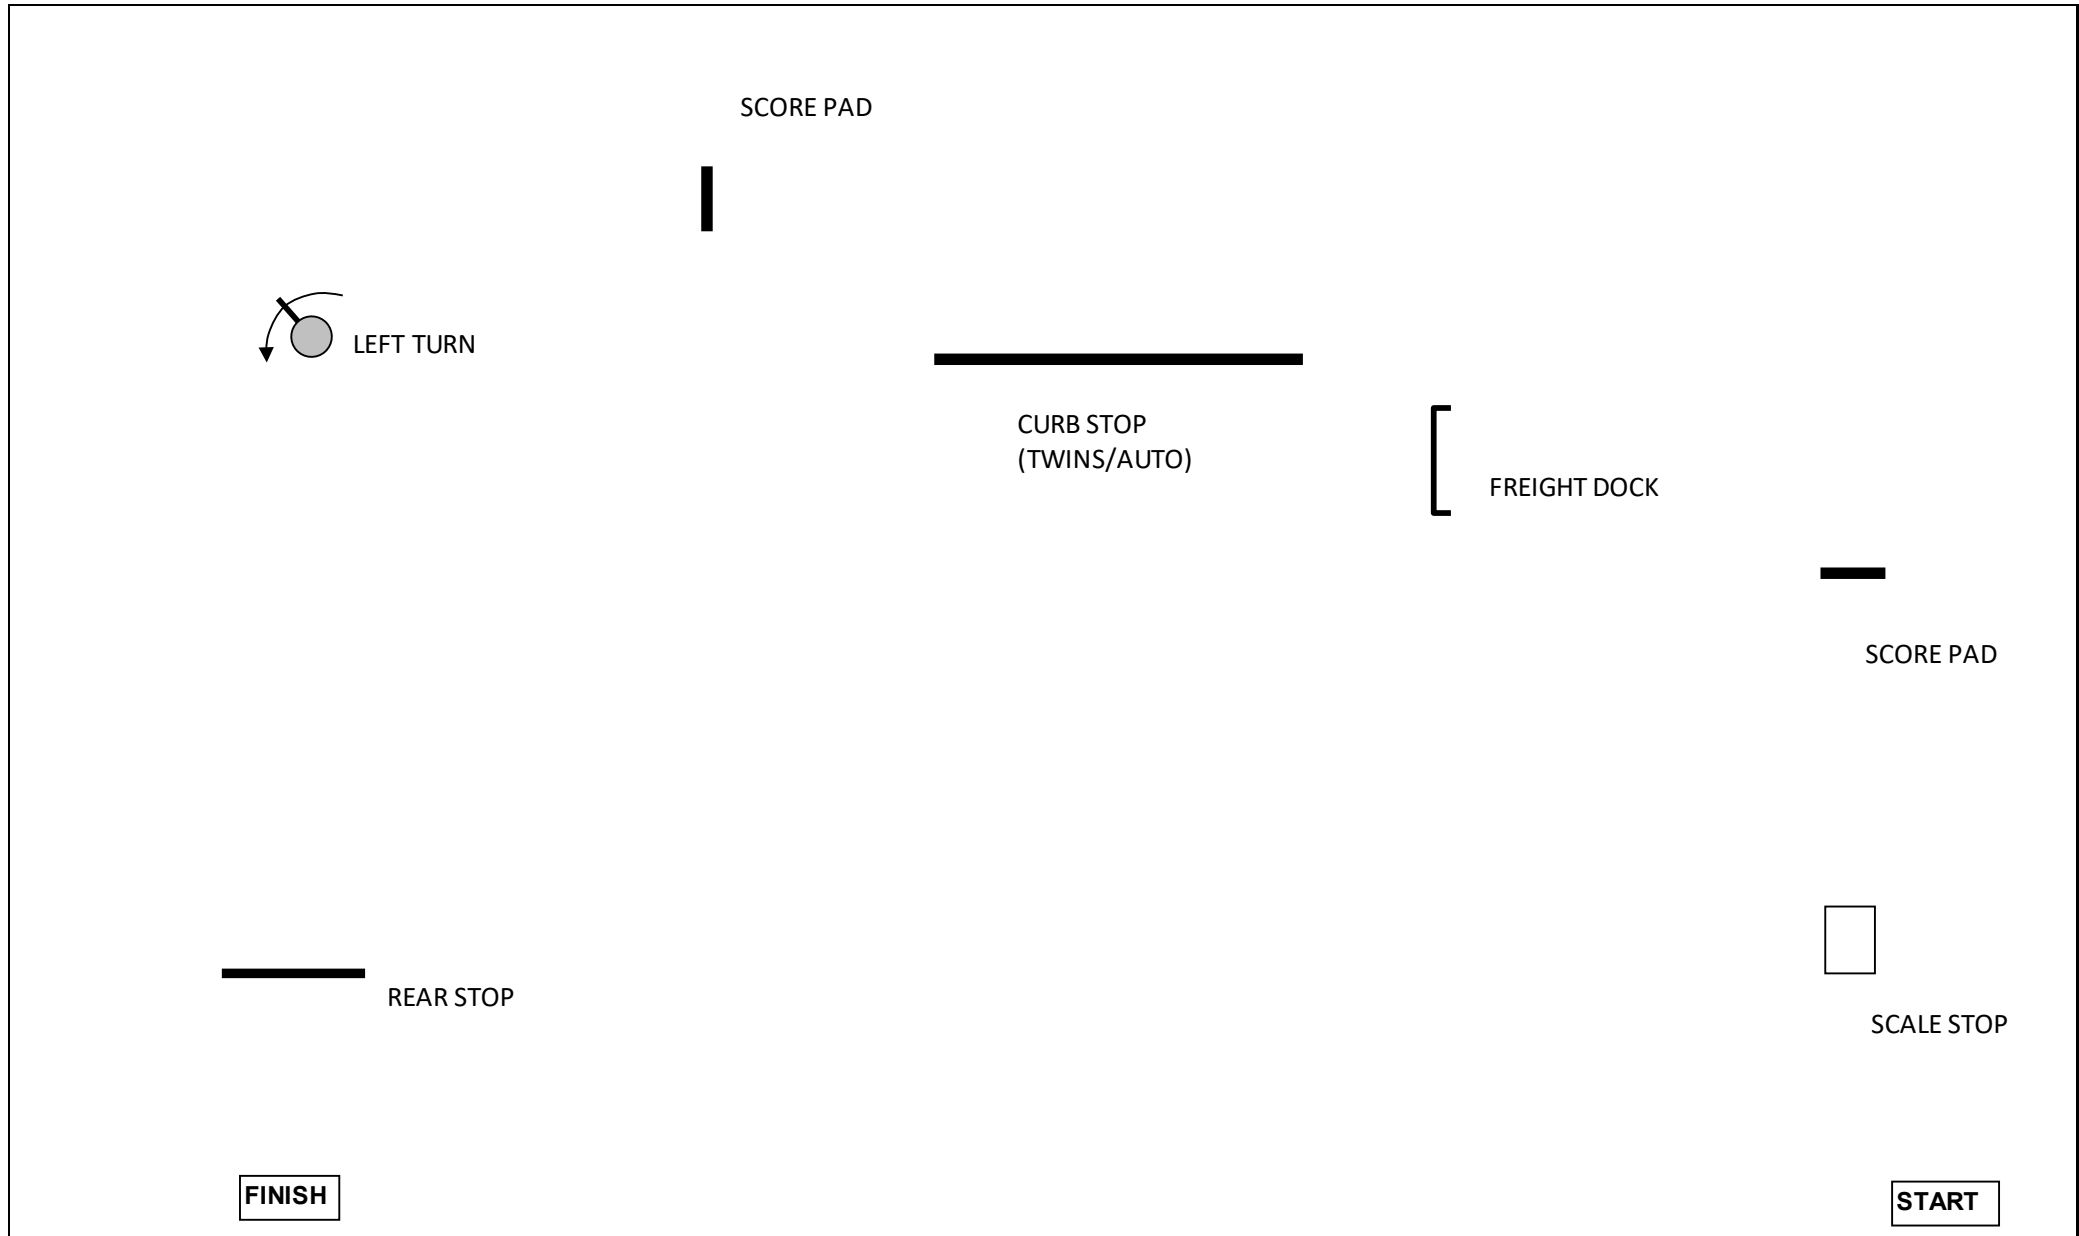 SCORE PAD
LEFT TURN
CURB STOP
(TWINS/AUTO)
FREIGHT DOCK
SCORE PAD
REAR STOP
SCALE STOP
FINISH
START